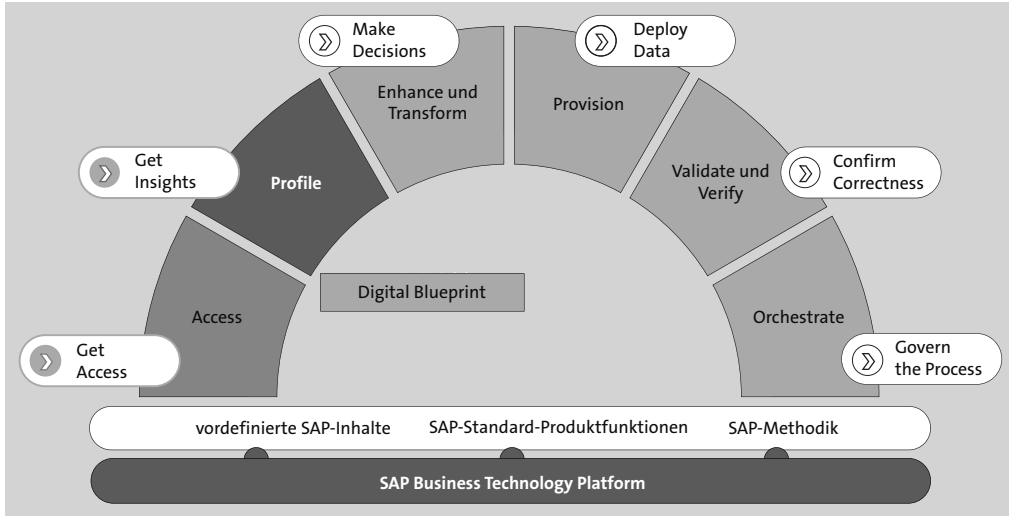 Make
Decisions
Deploy
Data
Enhance und
Transform
Provision
Get
Insights
Profile
Validate und
Verify
Confirm
Correctness
Digital Blueprint
Access
Orchestrate
Get
Access
Govern
the Process
vordefinierte SAP-Inhalte
SAP-Standard-Produktfunktionen
SAP-Methodik
SAP Business Technology Platform